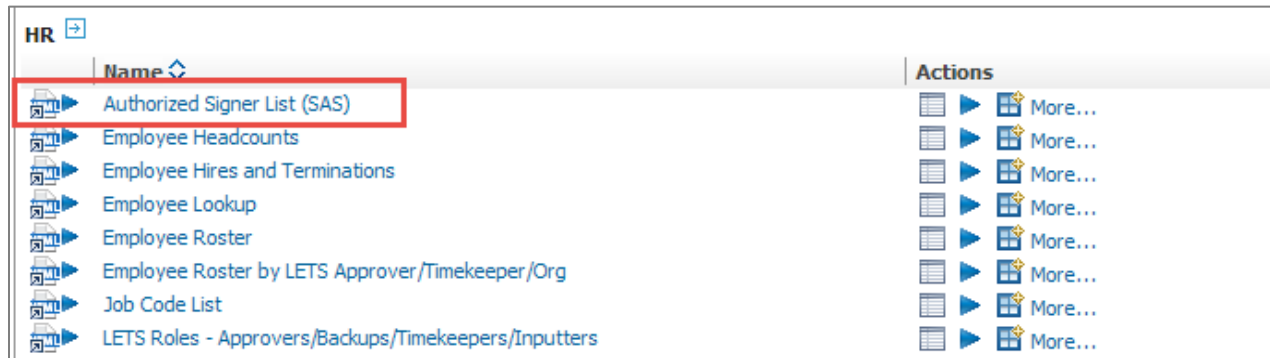 HR
Name Actions
Authorized Signer List (SAS) More...
Employee Headcounts More...
Employee Hires and Terminations More...
Employee Lookup More...
Employee Roster More...
Employee Roster by LETS Approver/Timekeeper/Org More...
Job Code List More...
LETS Roles - Approvers/Backups/Timekeepers/Inputters More...